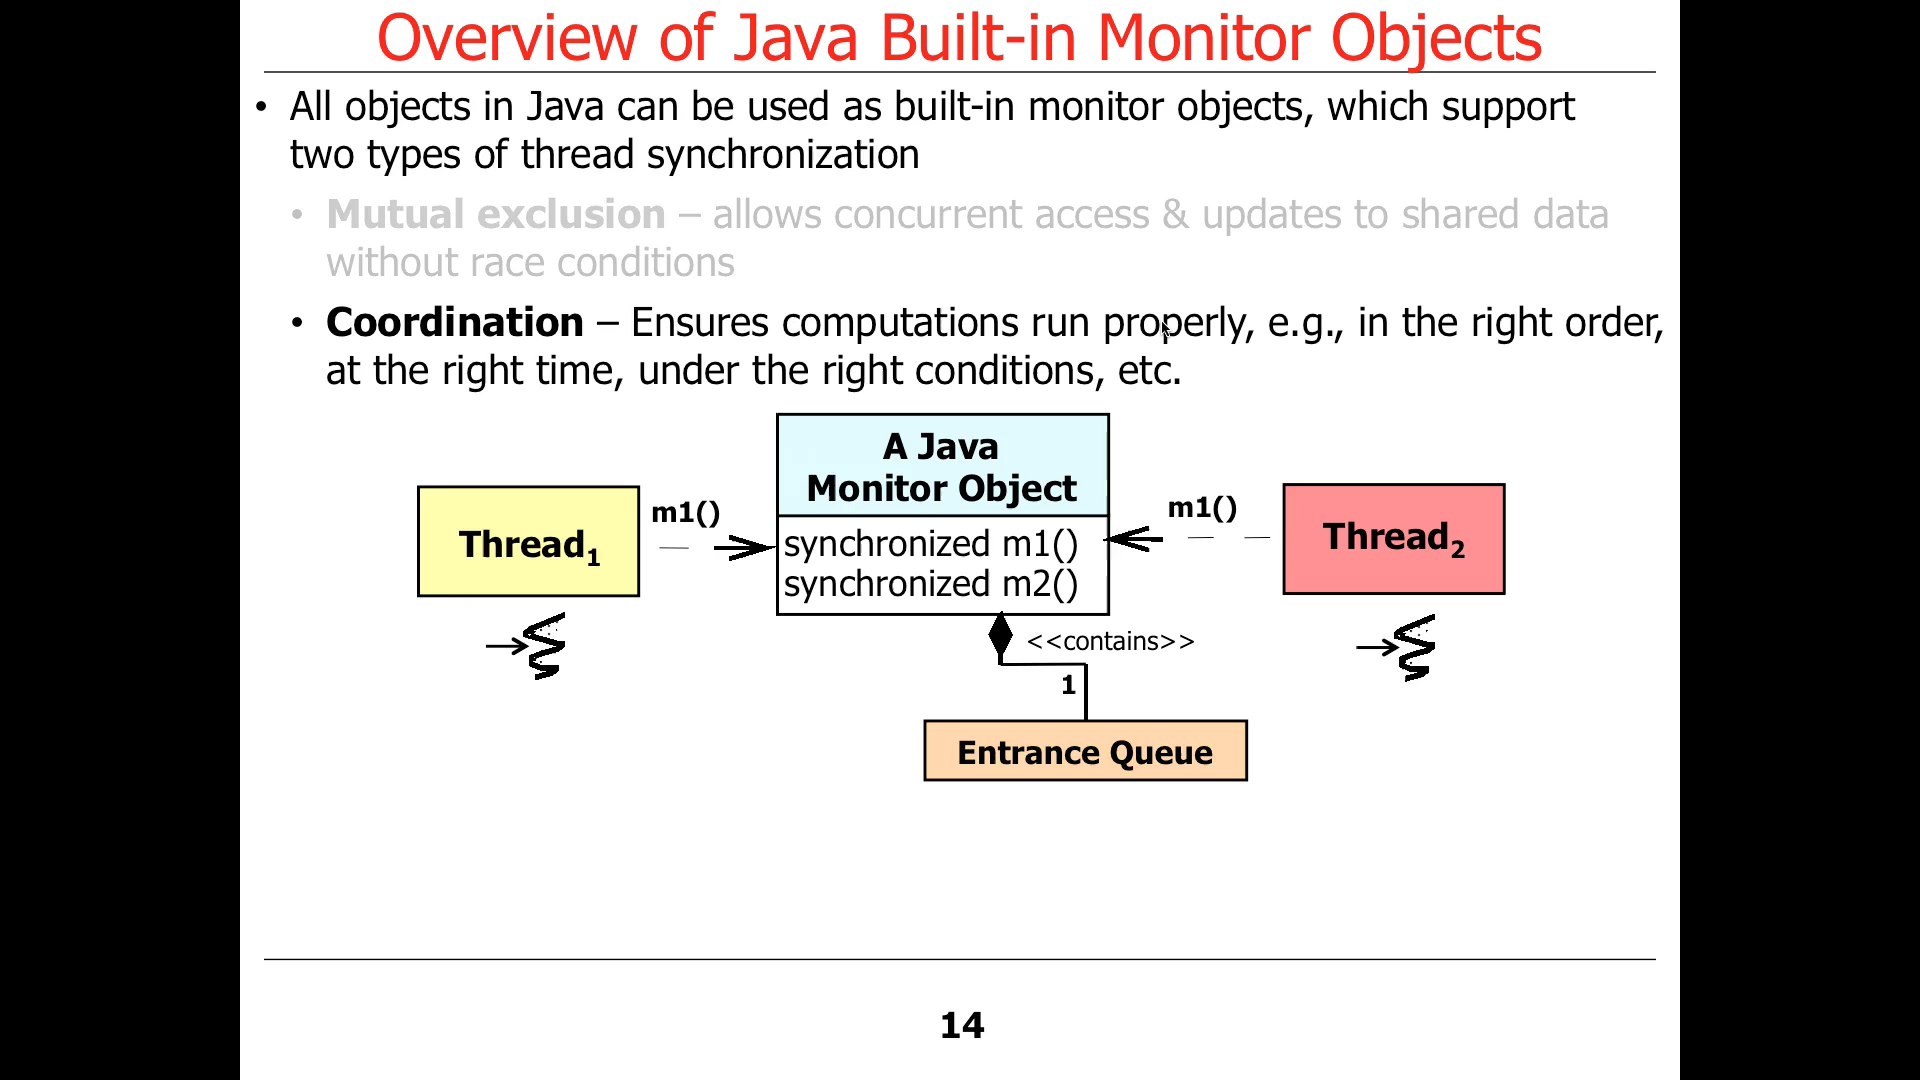 Overview of Java Built-in Monitor Objects
• All objects in Java can be used as built-in monitor objects, which support
two types of thread synchronization
• Mutual exclusion – allows concurrent access & updates to shared data
without race conditions
• Coordination – Ensures computations run properly, e.g., in the right order,
at the right time, under the right conditions, etc.
A Java
Monitor Object
synchronized m1()
synchronized m2()
Thread1
m1()
m1()
Thread2
<<contains>>
1
Entrance Queue
14